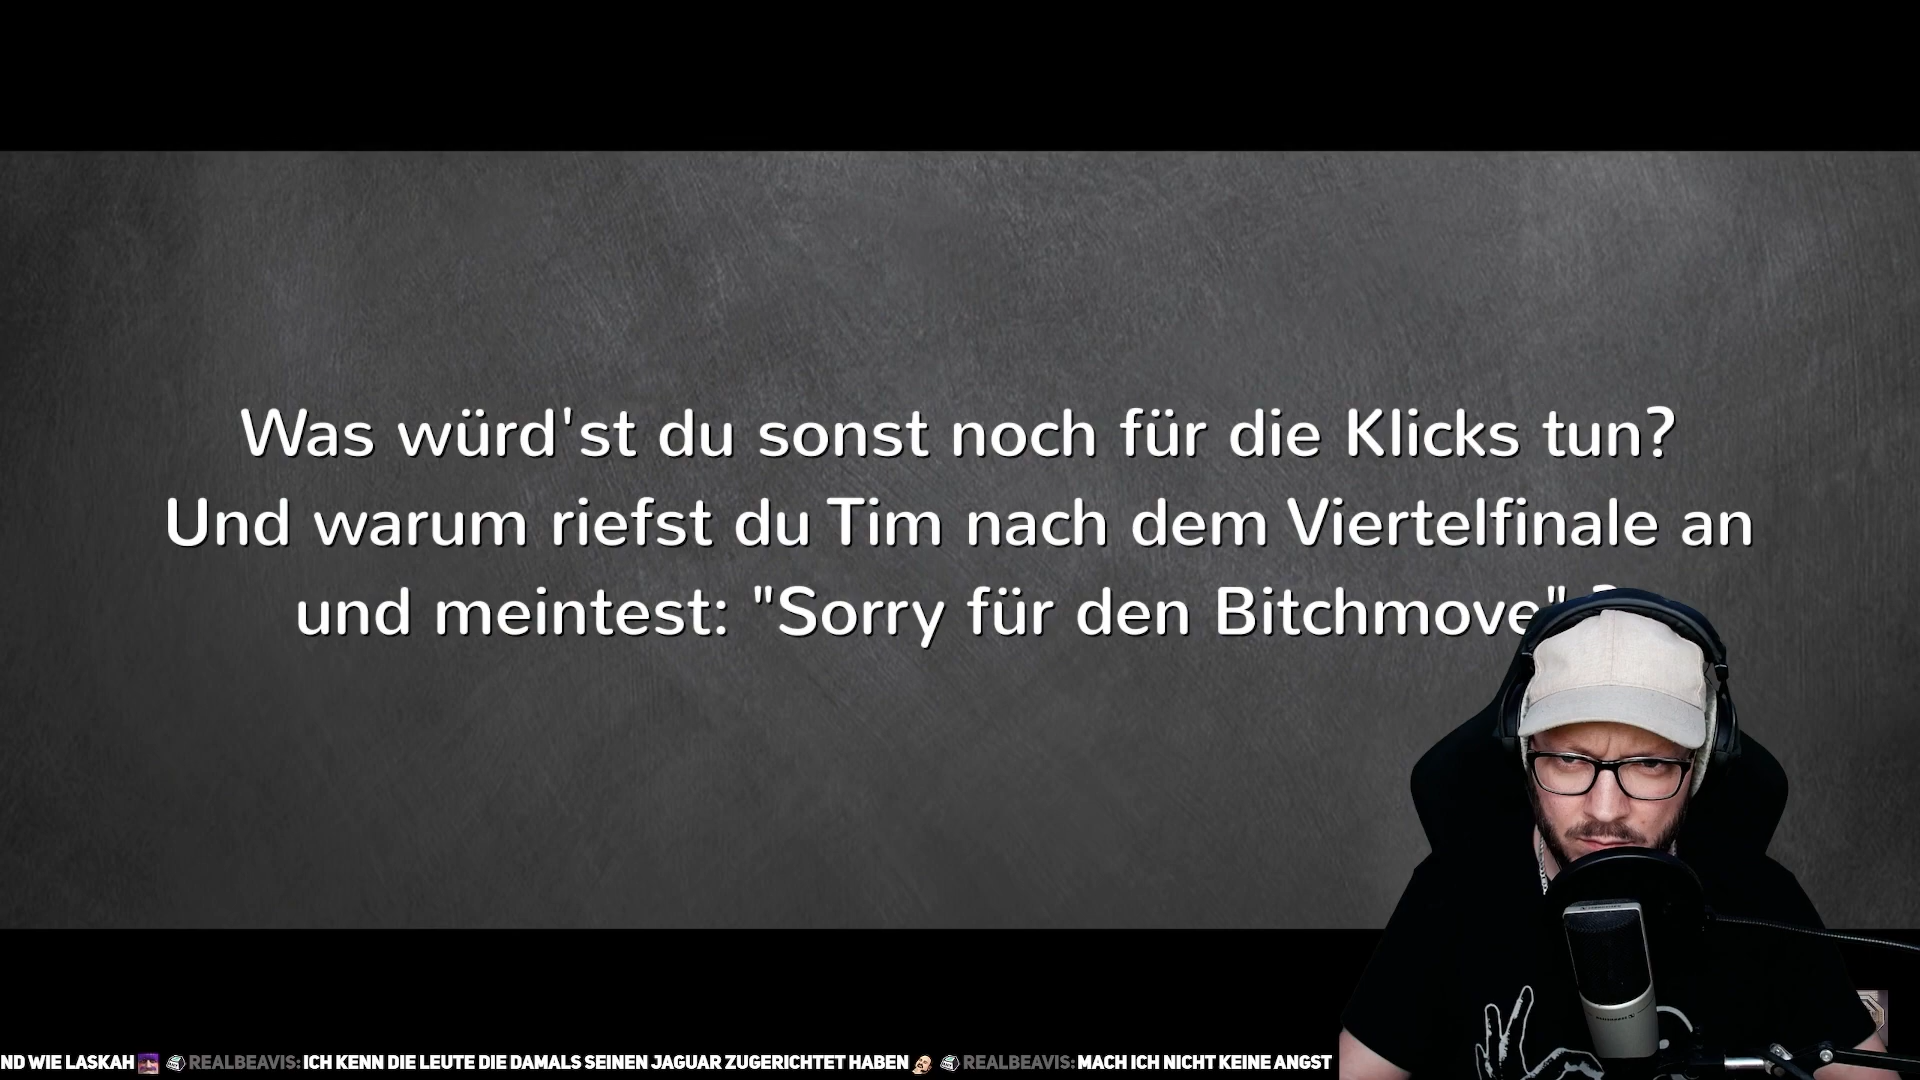 Was würd'st du sonst noch für die Klicks tun?
Und warum riefst du Tim nach dem Viertelfinale an
und meintest: "Sorry für den Bitchmove" ?
ND WIE LASKAH REALBEAVIS: ICH KENN DIE LEUTE DIE DAMALS SEINEN JAGUAR ZUGERICHTET HABEN REALBEAVIS: MACH ICH NICHT KEINE ANGST